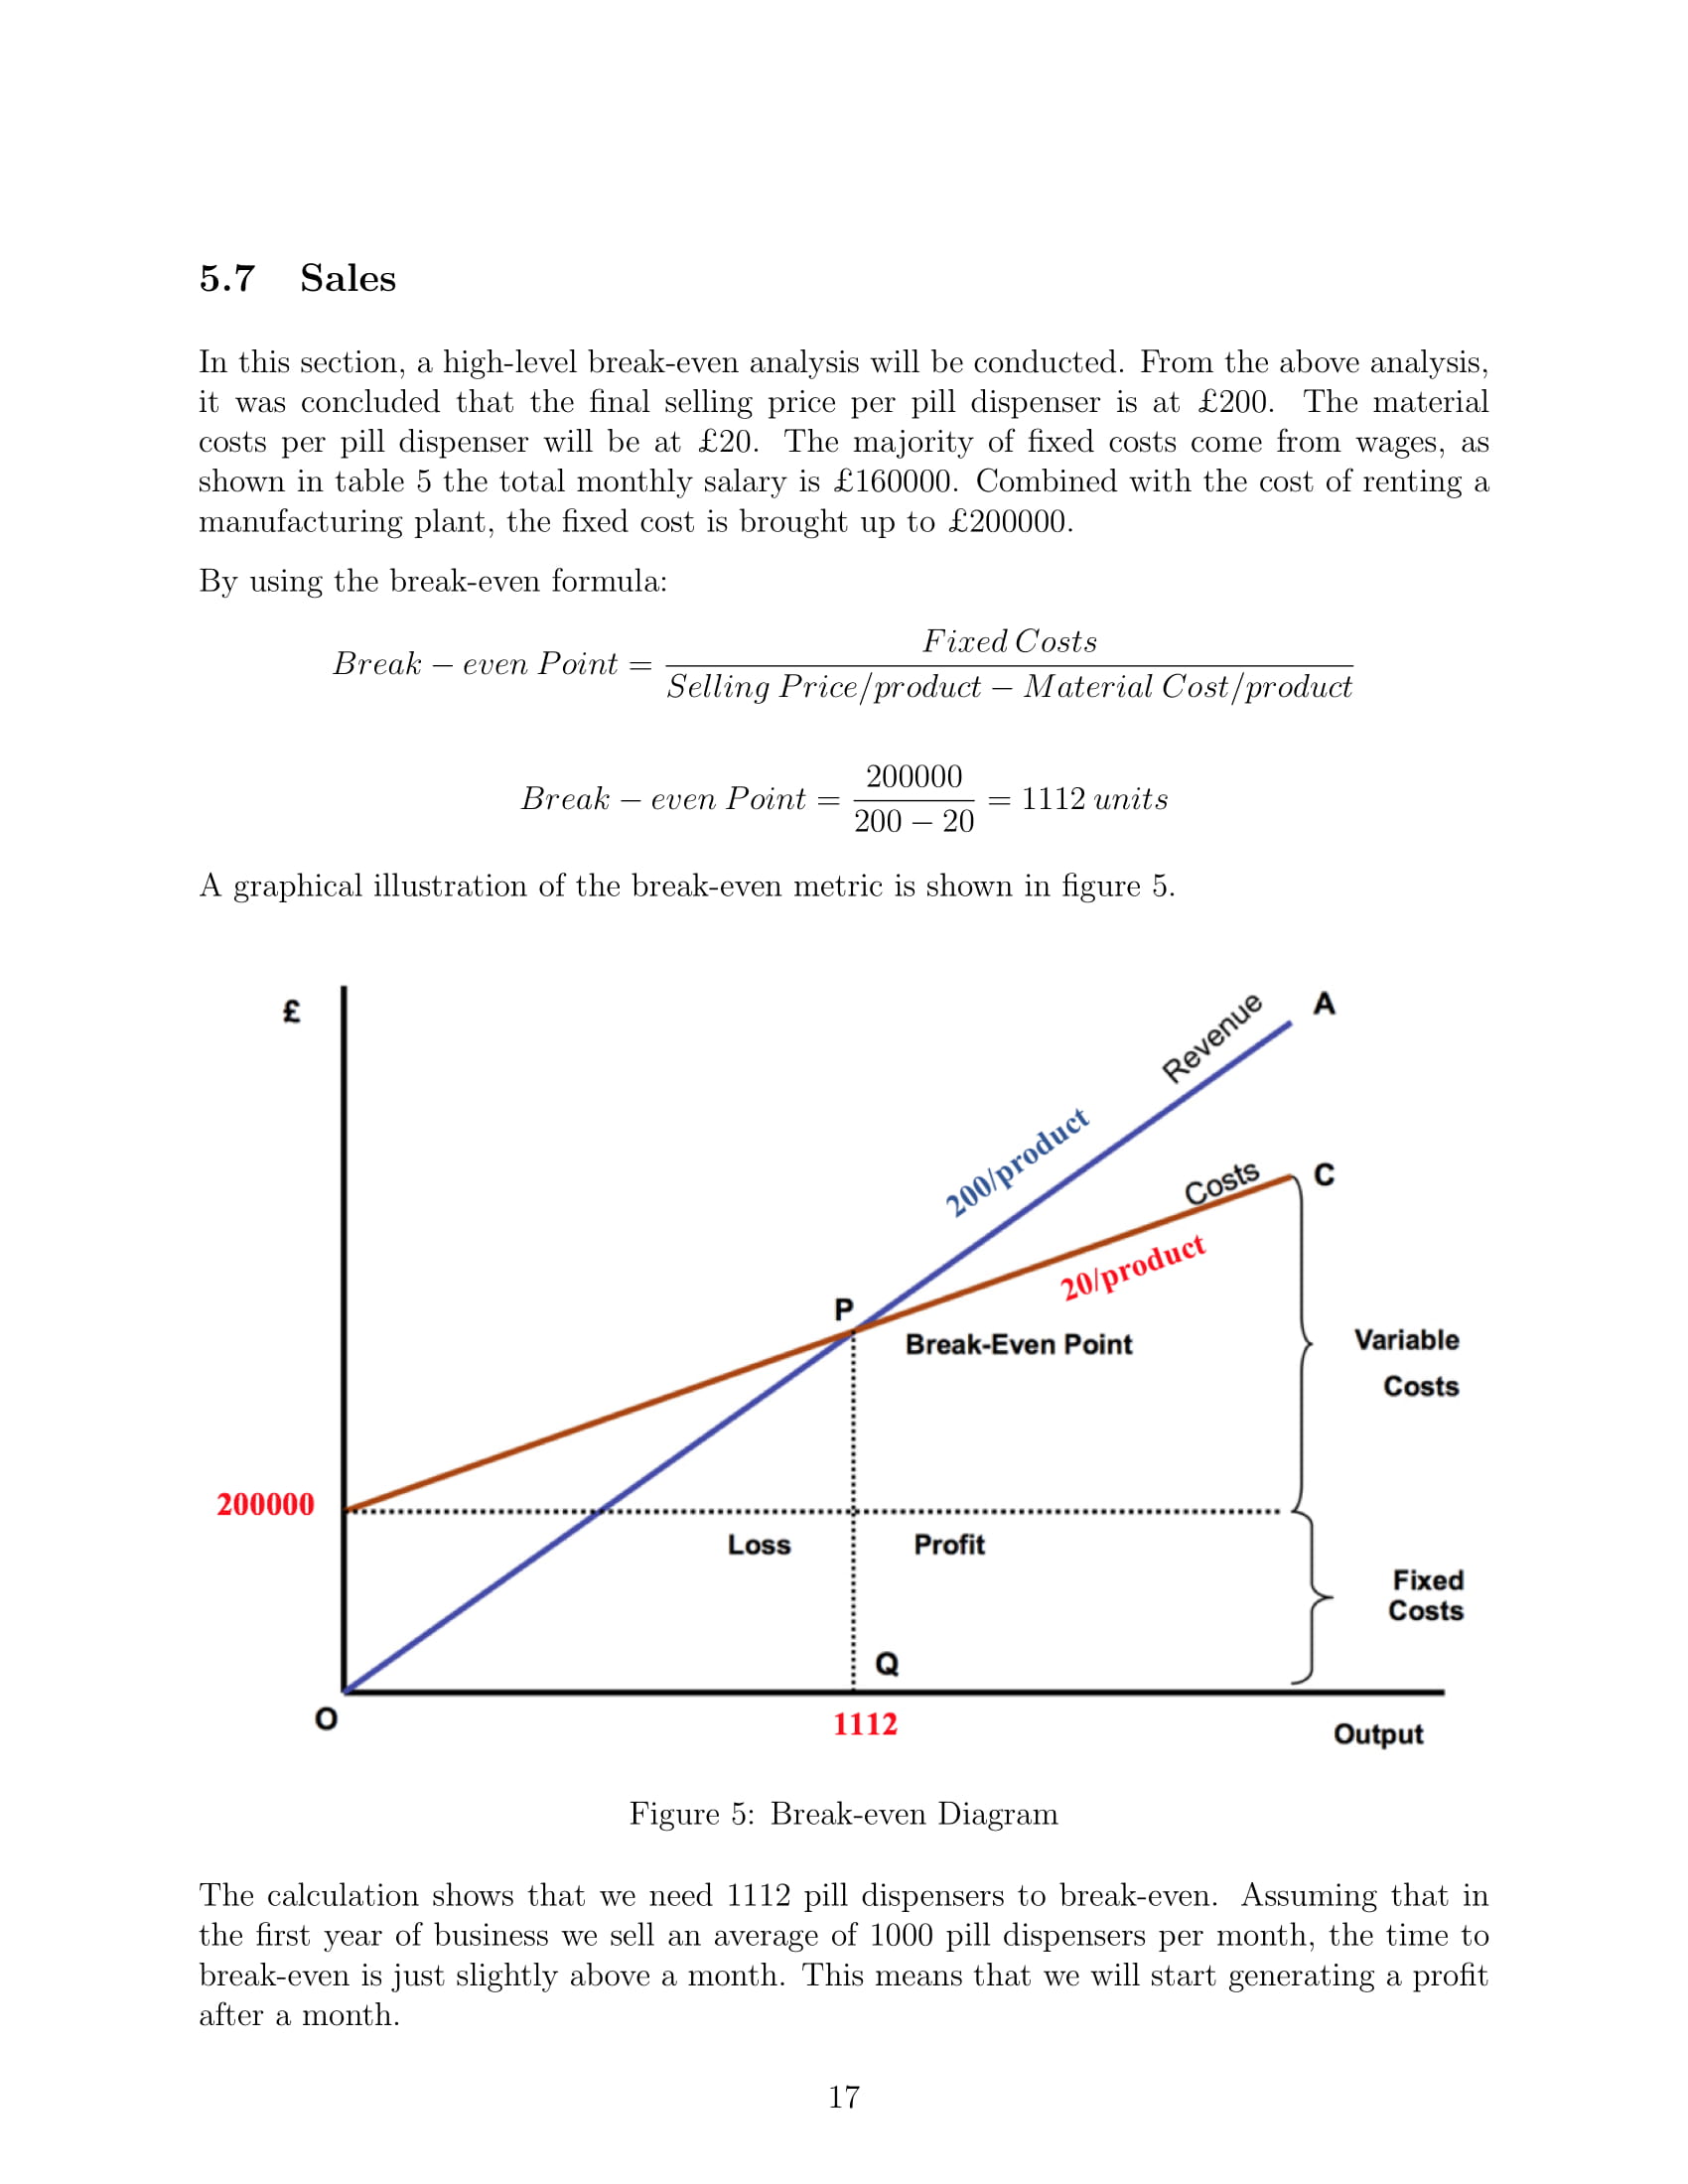 5.7 Sales
In this section, a high-level break-even analysis will be conducted. From the above analysis,
it was concluded that the final selling price per pill dispenser is at £200. The material
costs per pill dispenser will be at £20. The majority of fixed costs come from wages, as
shown in table 5 the total monthly salary is £160000. Combined with the cost of renting a
manufacturing plant, the fixed cost is brought up to £200000.
By using the break-even formula:
Break − even Point = Fixed Costs / Selling Price/product − Material Cost/product
Break − even Point = 200000 / 200 − 20 = 1112 units
A graphical illustration of the break-even metric is shown in figure 5.
£
A
Revenue
200/product
Costs
C
20/product
P
Break-Even Point
Variable
Costs
200000
Loss
Profit
Fixed
Costs
Q
O
1112
Output
Figure 5: Break-even Diagram
The calculation shows that we need 1112 pill dispensers to break-even. Assuming that in
the first year of business we sell an average of 1000 pill dispensers per month, the time to
break-even is just slightly above a month. This means that we will start generating a profit
after a month.
17